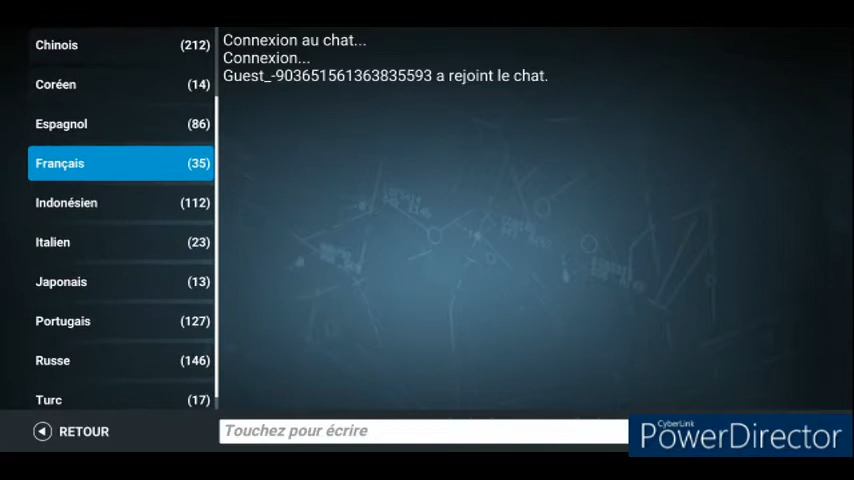 Chinois (212)
Coréen (14)
Espagnol (86)
Français (35)
Indonésien (112)
Italien (23)
Japonais (13)
Portugais (127)
Russe (146)
Turc (17)
RETOUR
Connexion au chat...
Connexion...
Guest_-903651561363835593 a rejoint le chat.
Touchez pour écrire
CyberLink
PowerDirector